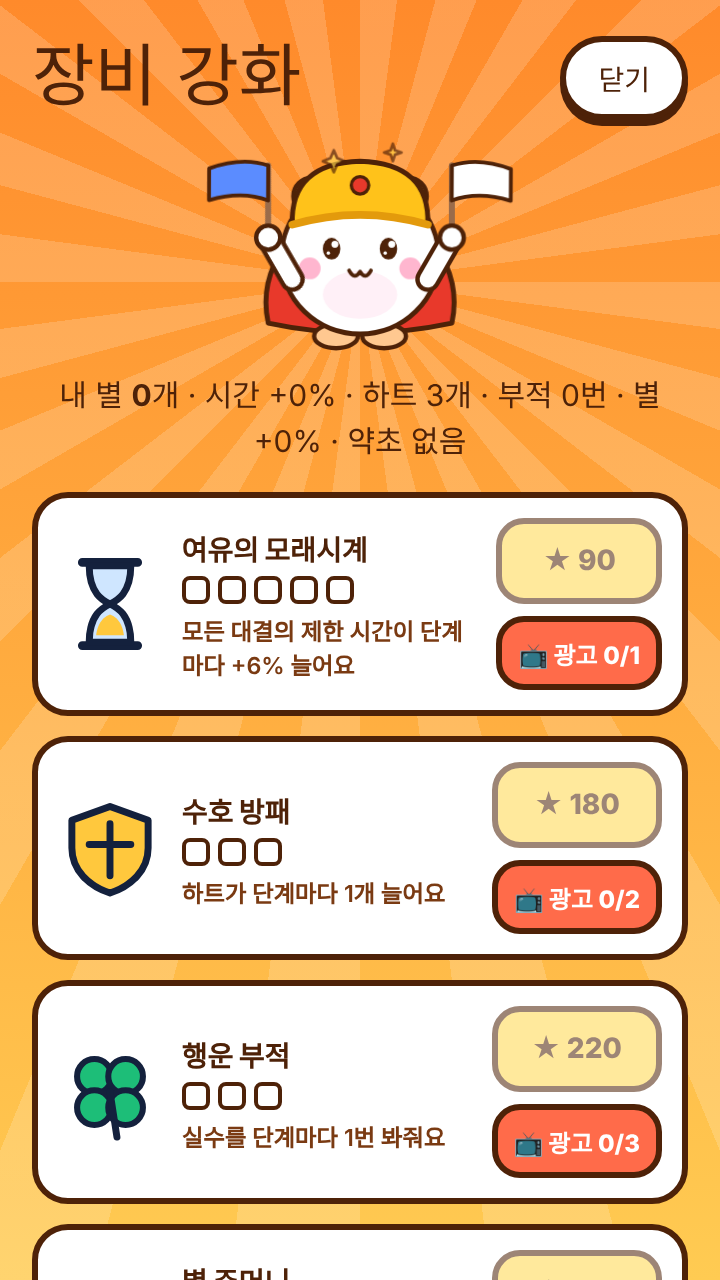 장비 강화
닫기
내 별 0개 · 시간 +0% · 하트 3개 · 부적 0번 · 별
+0% · 약초 없음
여유의 모래시계
모든 대결의 제한 시간이 단계
마다 +6% 늘어요
★ 90
📺 광고 0/1
수호 방패
하트가 단계마다 1개 늘어요
★ 180
📺 광고 0/2
행운 부적
실수를 단계마다 1번 봐줘요
★ 220
📺 광고 0/3